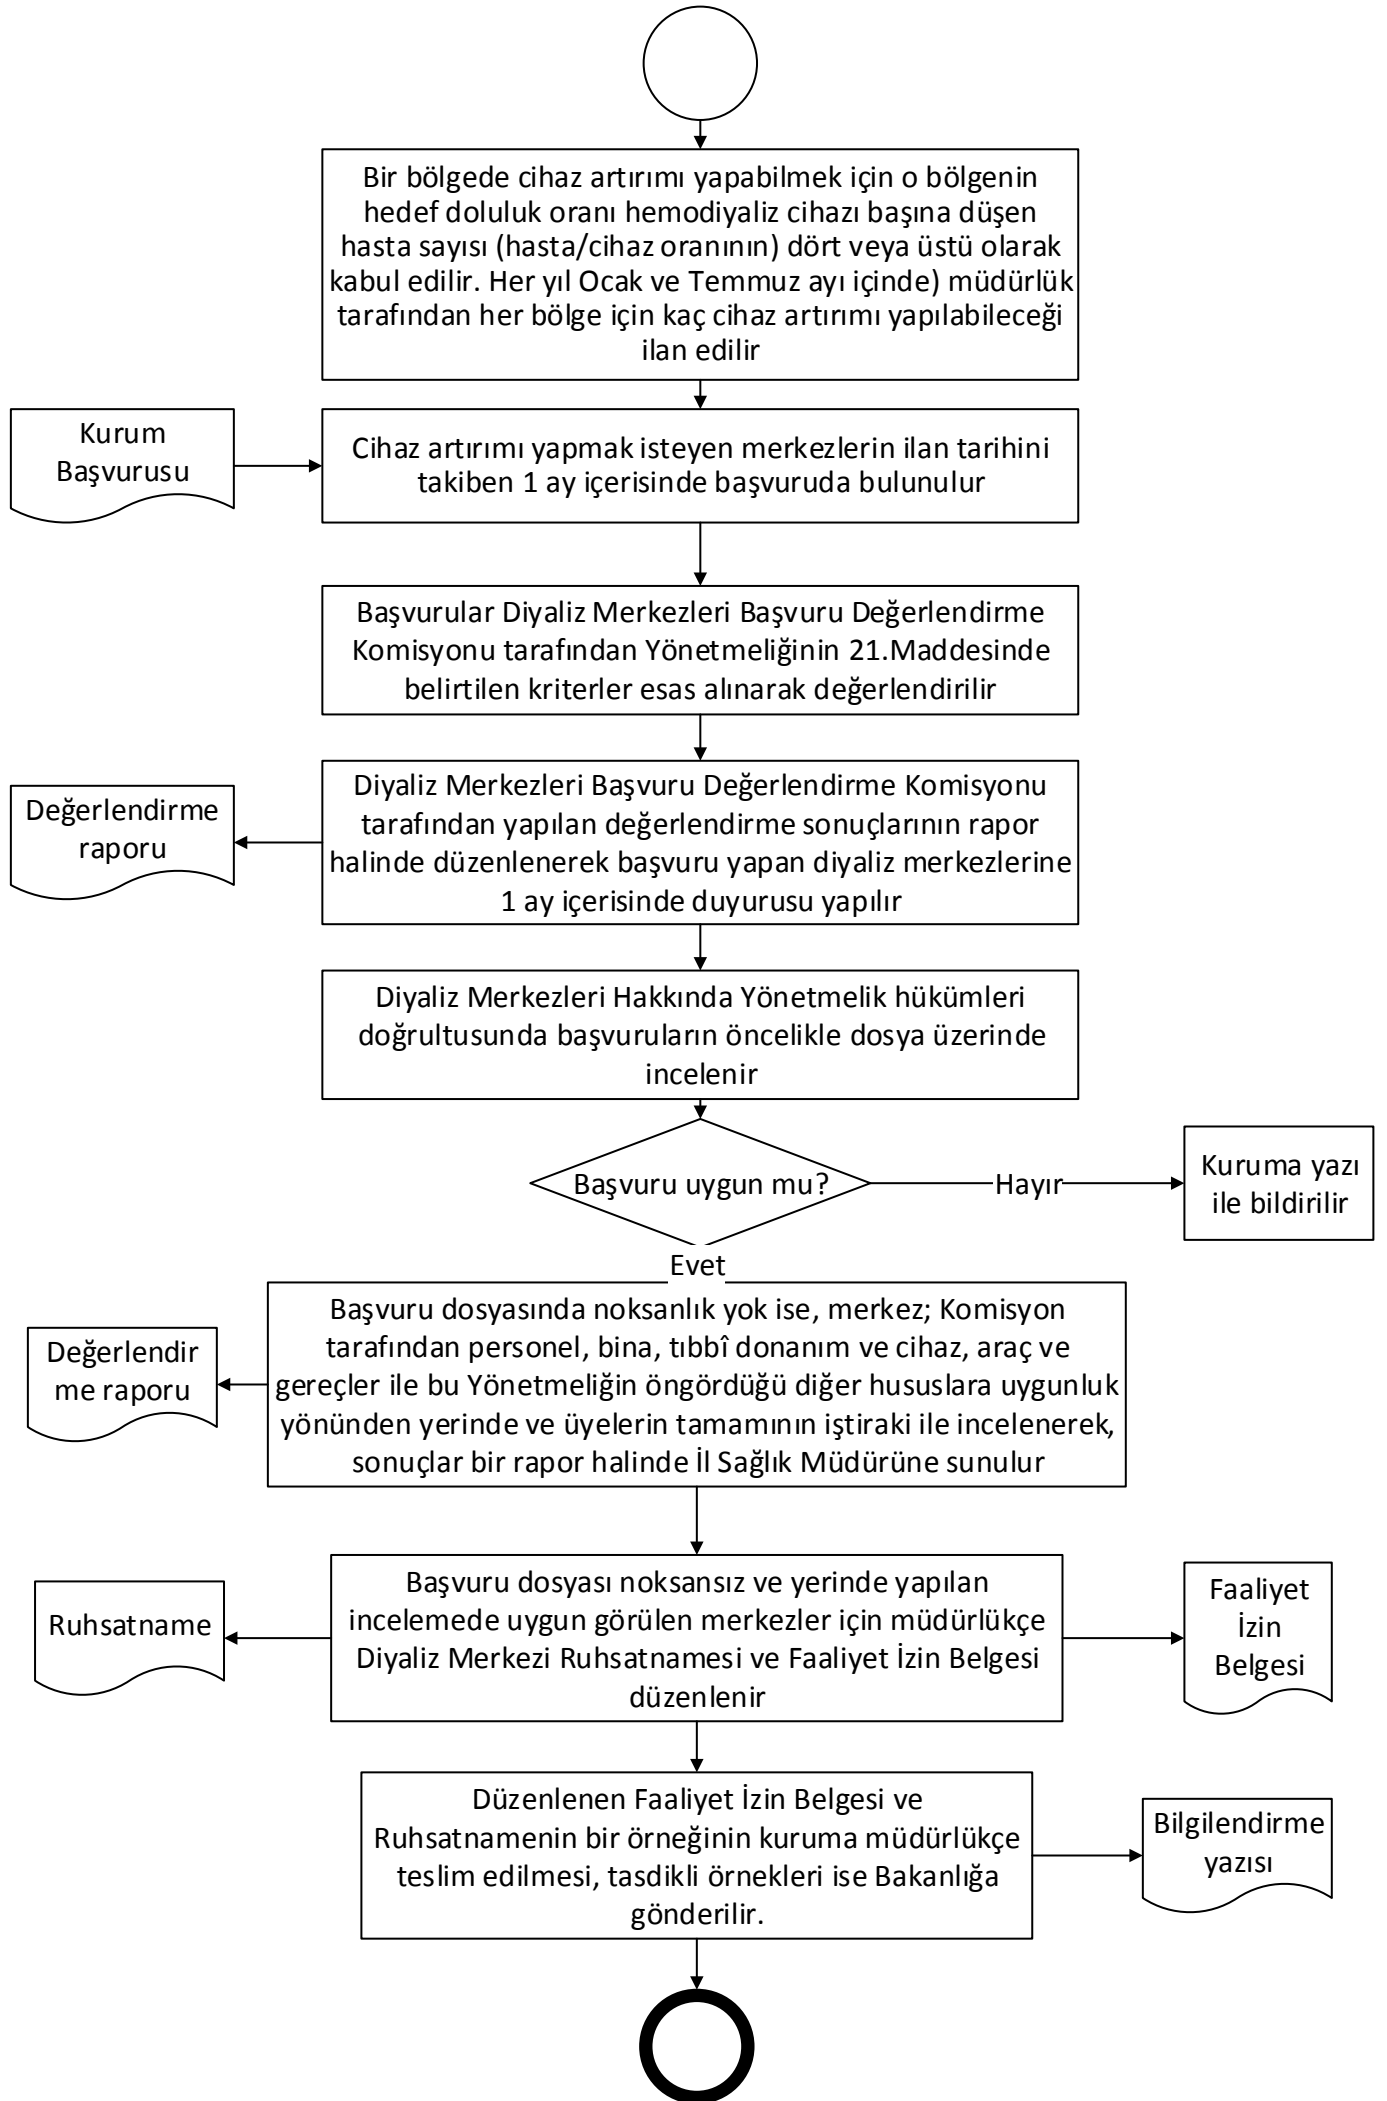 Bir bölgede cihaz artırımı yapabilmek için o bölgenin
hedef doluluk oranı hemodiyaliz cihazı başına düşen
hasta sayısı (hasta/cihaz oranının) dört veya üstü olarak
kabul edilir. Her yıl Ocak ve Temmuz ayı içinde) müdürlük
tarafından her bölge için kaç cihaz artırımı yapılabileceği
ilan edilir
Kurum
Başvurusu
Cihaz artırımı yapmak isteyen merkezlerin ilan tarihini
takiben 1 ay içerisinde başvuruda bulunulur
Başvurular Diyaliz Merkezleri Başvuru Değerlendirme
Komisyonu tarafından Yönetmeliğinin 21.Maddesinde
belirtilen kriterler esas alınarak değerlendirilir
Değerlendirme
raporu
Diyaliz Merkezleri Başvuru Değerlendirme Komisyonu
tarafından yapılan değerlendirme sonuçlarının rapor
halinde düzenlenerek başvuru yapan diyaliz merkezlerine
1 ay içerisinde duyurusu yapılır
Diyaliz Merkezleri Hakkında Yönetmelik hükümleri
doğrultusunda başvuruların öncelikle dosya üzerinde
incelenir
Başvuru uygun mu?
Hayır
Kuruma yazı
ile bildirilir
Evet
Değerlendir
me raporu
Başvuru dosyasında noksanlık yok ise, merkez; Komisyon
tarafından personel, bina, tıbbî donanım ve cihaz, araç ve
gereçler ile bu Yönetmeliğin öngördüğü diğer hususlara uygunluk
yönünden yerinde ve üyelerin tamamının iştiraki ile incelenerek,
sonuçlar bir rapor halinde İl Sağlık Müdürüne sunulur
Ruhsatname
Başvuru dosyası noksansız ve yerinde yapılan
incelemede uygun görülen merkezler için müdürlükçe
Diyaliz Merkezi Ruhsatnamesi ve Faaliyet İzin Belgesi
düzenlenir
Faaliyet
İzin
Belgesi
Düzenlenen Faaliyet İzin Belgesi ve
Ruhsatnamenin bir örneğinin kuruma müdürlükçe
teslim edilmesi, tasdikli örnekleri ise Bakanlığa
gönderilir.
Bilgilendirme
yazısı